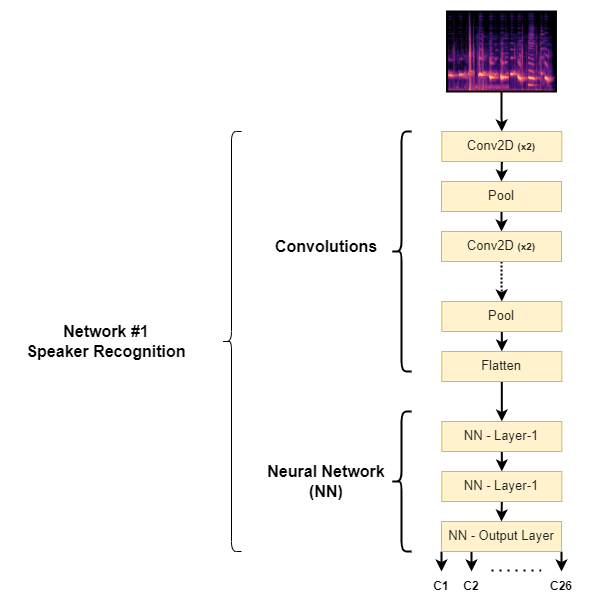 Conv2D (x2)
Pool
Convolutions
Conv2D (x2)
Pool
Network #1
Speaker Recognition
Flatten
NN - Layer-1
Neural Network
(NN)
NN - Layer-1
NN - Output Layer
C1 C2 ....... C26